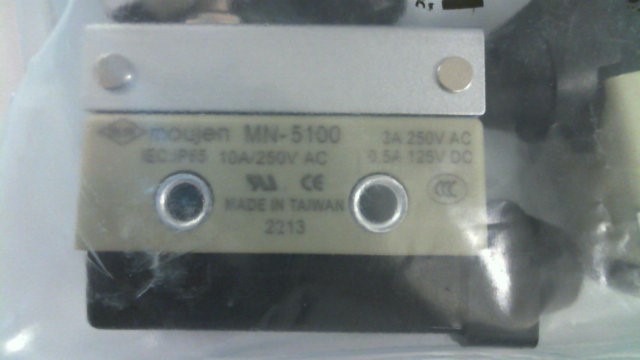 moujen MN-5100 3A 250V AC
IEC:IP65 10A/250V AC 0.5A 125V DC
CE CCC
MADE IN TAIWAN
2213